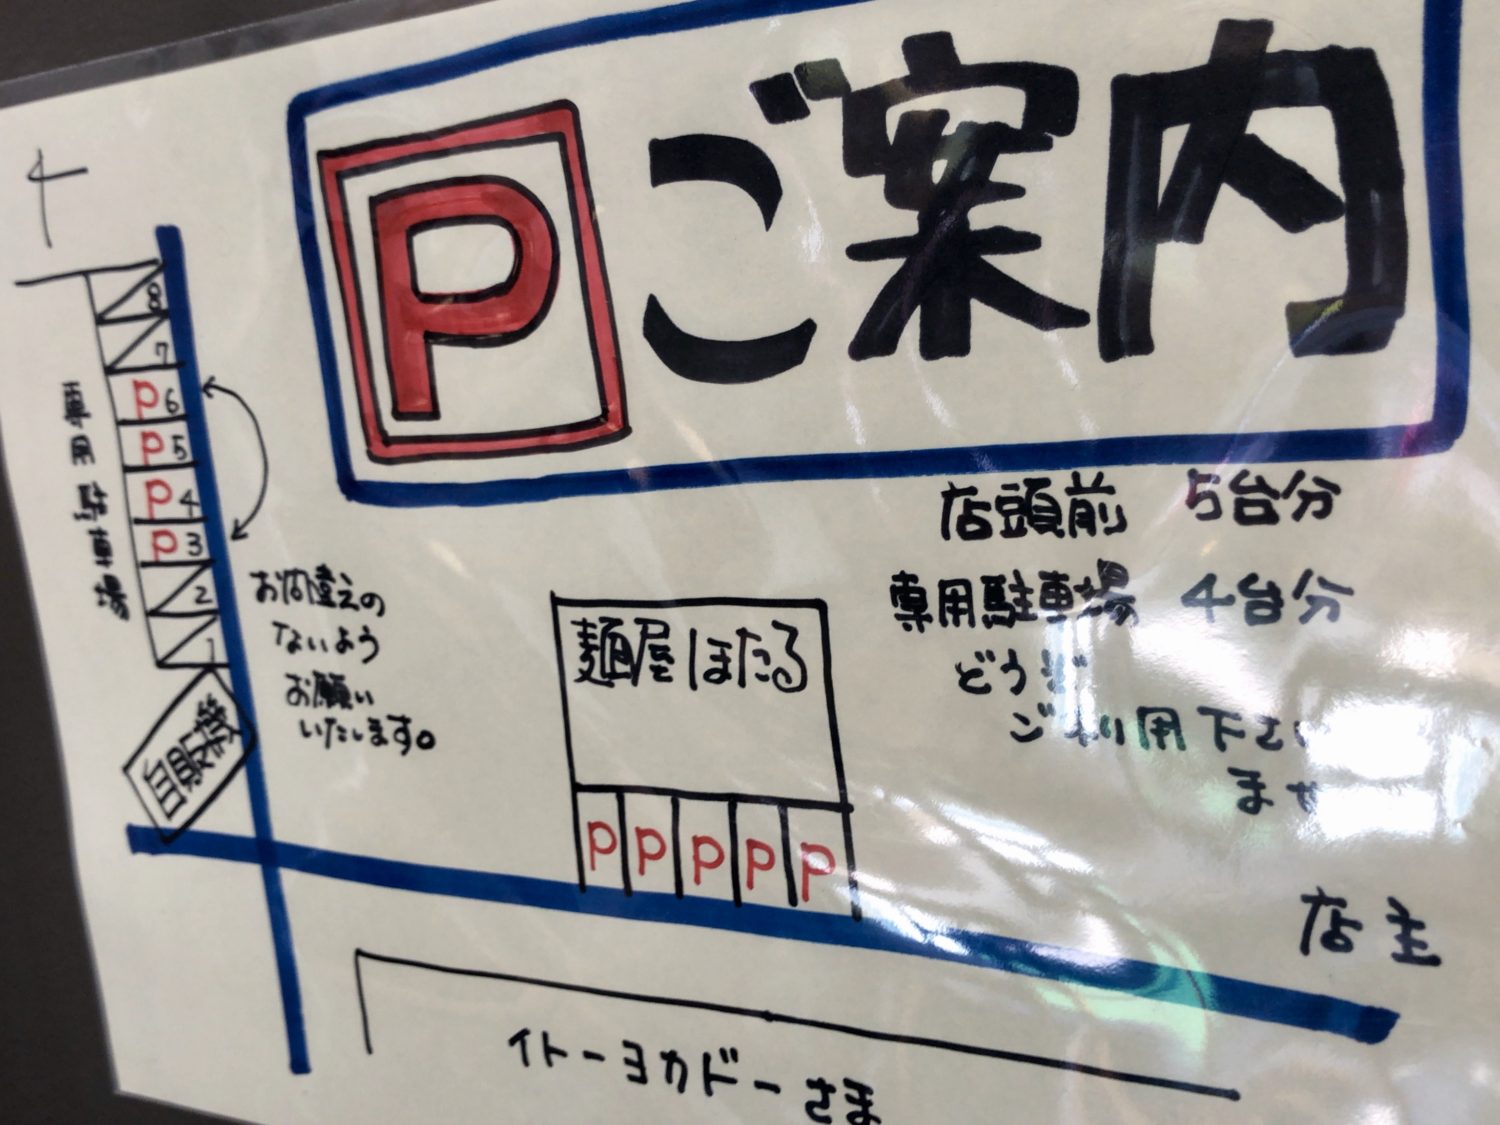 P ご案内
店頭前 5台分
専用駐車場 4台分
どうぞ
ご利用下さい
ませ
店主
8
7
P6
P5
P4
P3
2
1
専用駐車場
お間違えの
ないよう
お願い
いたします。
自販機
麺屋ほたる
P P P P P
イトーヨカドーさま